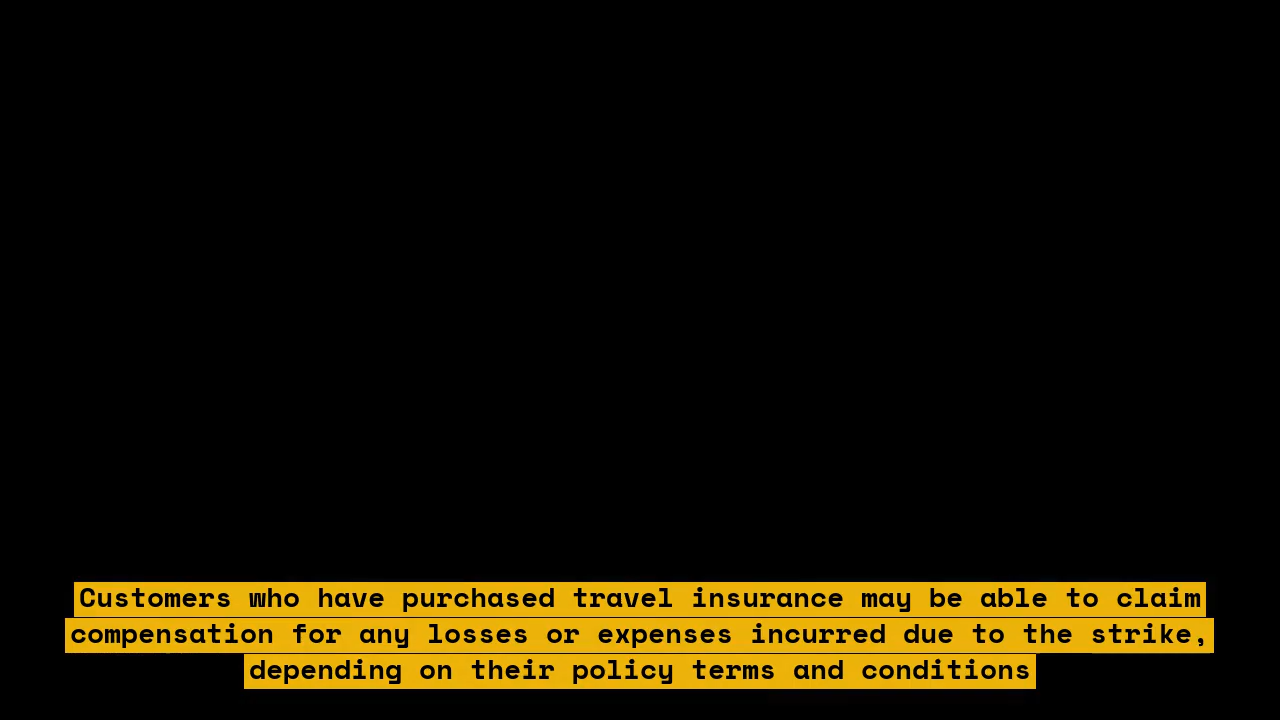 Customers who have purchased travel insurance may be able to claim
compensation for any losses or expenses incurred due to the strike,
depending on their policy terms and conditions